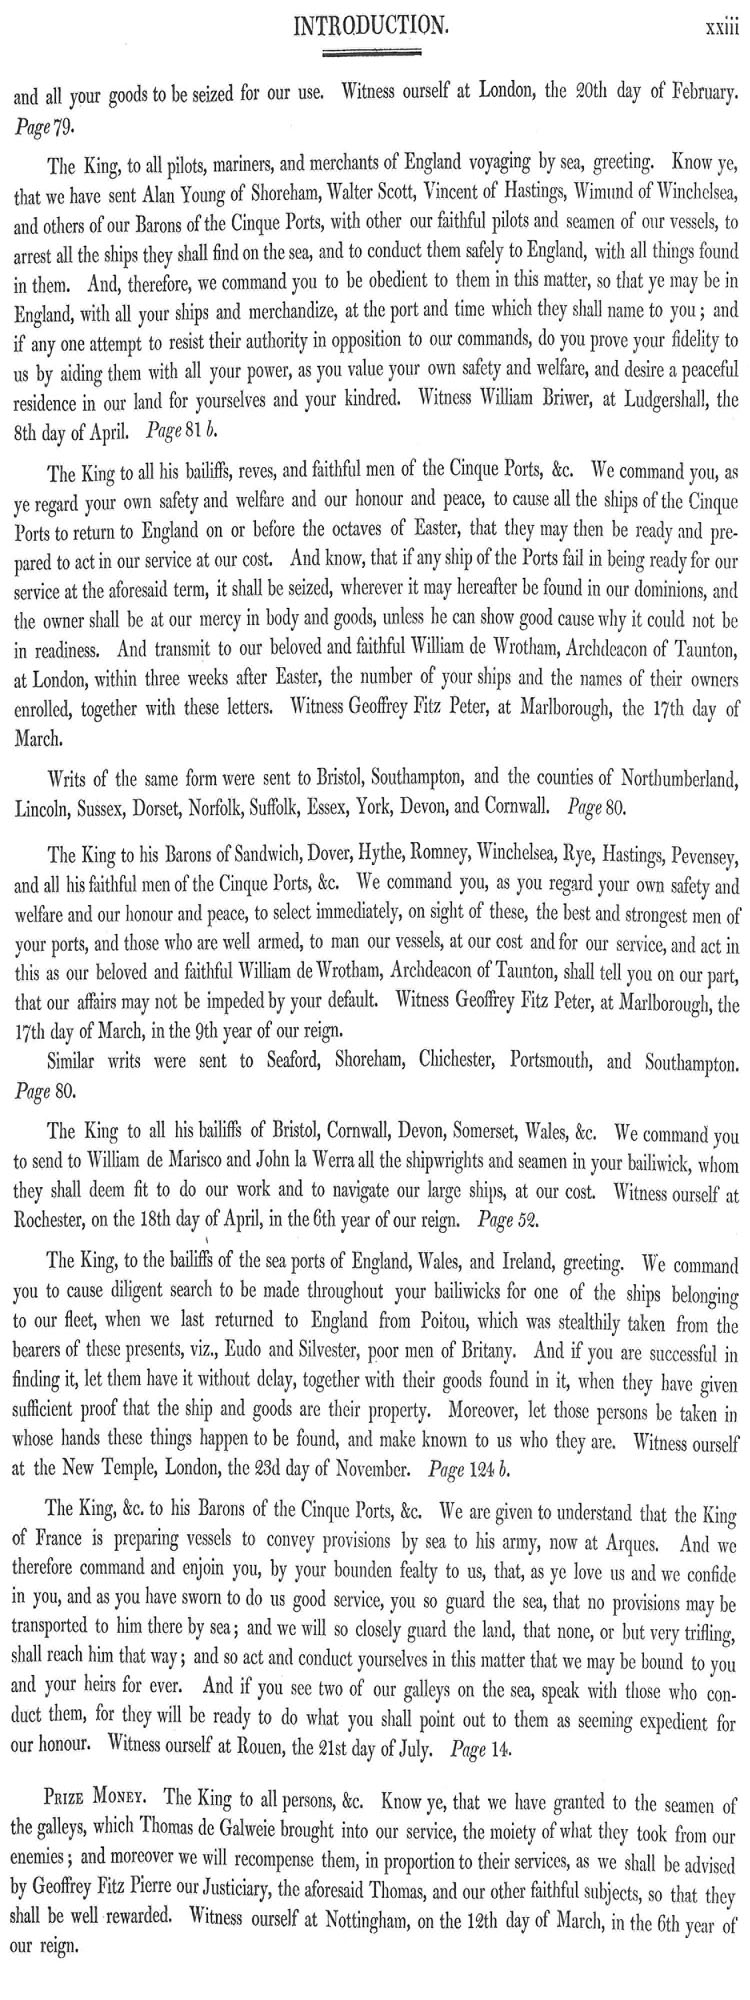 INTRODUCTION. xxiii
and all your goods to be seized for our use. Witness ourself at London, the 20th day of February.
Page 79.
The King, to all pilots, mariners, and merchants of England voyaging by sea, greeting. Know ye,
that we have sent Alan Young of Shoreham, Walter Scott, Vincent of Hastings, Wimund of Winchelsea,
and others of our Barons of the Cinque Ports, with other our faithful pilots and seamen of our vessels, to
arrest all the ships they shall find on the sea, and to conduct them safely to England, with all things found
in them. And, therefore, we command you to be obedient to them in this matter, so that ye may be in
England, with all your ships and merchandize, at the port and time which they shall name to you; and
if any one attempt to resist their authority in opposition to our commands, do you prove your fidelity to
us by aiding them with all your power, as you value your own safety and welfare, and desire a peaceful
residence in our land for yourselves and your kindred. Witness William Briwer, at Ludgershall, the
8th day of April. Page 81 b.
The King to all his bailiffs, reves, and faithful men of the Cinque Ports, &c. We command you, as
ye regard your own safety and welfare and our honour and peace, to cause all the ships of the Cinque
Ports to return to England on or before the octaves of Easter, that they may then be ready and pre-
pared to act in our service at our cost. And know, that if any ship of the Ports fail in being ready for our
service at the aforesaid term, it shall be seized, wherever it may hereafter be found in our dominions, and
the owner shall be at our mercy in body and goods, unless he can show good cause why it could not be
in readiness. And transmit to our beloved and faithful William de Wrotham, Archdeacon of Taunton,
at London, within three weeks after Easter, the number of your ships and the names of their owners
enrolled, together with these letters. Witness Geoffrey Fitz Peter, at Marlborough, the 17th day of
March.
Writs of the same form were sent to Bristol, Southampton, and the counties of Northumberland,
Lincoln, Sussex, Dorset, Norfolk, Suffolk, Essex, York, Devon, and Cornwall. Page 80.
The King to his Barons of Sandwich, Dover, Hythe, Romney, Winchelsea, Rye, Hastings, Pevensey,
and all his faithful men of the Cinque Ports, &c. We command you, as you regard your own safety and
welfare and our honour and peace, to select immediately, on sight of these, the best and strongest men of
your ports, and those who are well armed, to man our vessels, at our cost and for our service, and act in
this as our beloved and faithful William de Wrotham, Archdeacon of Taunton, shall tell you on our part,
that our affairs may not be impeded by your default. Witness Geoffrey Fitz Peter, at Marlborough, the
17th day of March, in the 9th year of our reign.
Similar writs were sent to Seaford, Shoreham, Chichester, Portsmouth, and Southampton.
Page 80.
The King to all his bailiffs of Bristol, Cornwall, Devon, Somerset, Wales, &c. We command you
to send to William de Marisco and John la Werra all the shipwrights and seamen in your bailiwick, whom
they shall deem fit to do our work and to navigate our large ships, at our cost. Witness ourself at
Rochester, on the 18th day of April, in the 6th year of our reign. Page 52.
The King, to the bailiffs of the sea ports of England, Wales, and Ireland, greeting. We command
you to cause diligent search to be made throughout your bailiwicks for one of the ships belonging
to our fleet, when we last returned to England from Poitou, which was stealthily taken from the
bearers of these presents, viz., Eudo and Silvester, poor men of Britany. And if you are successful in
finding it, let them have it without delay, together with their goods found in it, when they have given
sufficient proof that the ship and goods are their property. Moreover, let those persons be taken in
whose hands these things happen to be found, and make known to us who they are. Witness ourself
at the New Temple, London, the 23d day of November. Page 124 b.
The King, &c. to his Barons of the Cinque Ports, &c. We are given to understand that the King
of France is preparing vessels to convey provisions by sea to his army, now at Arques. And we
therefore command and enjoin you, by your bounden fealty to us, that, as ye love us and we confide
in you, and as you have sworn to do us good service, you so guard the sea, that no provisions may be
transported to him there by sea; and we will so closely guard the land, that none, or but very trifling,
shall reach him that way; and so act and conduct yourselves in this matter that we may be bound to you
and your heirs for ever. And if you see two of our galleys on the sea, speak with those who con-
duct them, for they will be ready to do what you shall point out to them as seeming expedient for
our honour. Witness ourself at Rouen, the 21st day of July. Page 14.
PRIZE MONEY. The King to all persons, &c. Know ye, that we have granted to the seamen of
the galleys, which Thomas de Galweie brought into our service, the moiety of what they took from our
enemies; and moreover we will recompense them, in proportion to their services, as we shall be advised
by Geoffrey Fitz Pierre our Justiciary, the aforesaid Thomas, and our other faithful subjects, so that they
shall be well rewarded. Witness ourself at Nottingham, on the 12th day of March, in the 6th year of
our reign.